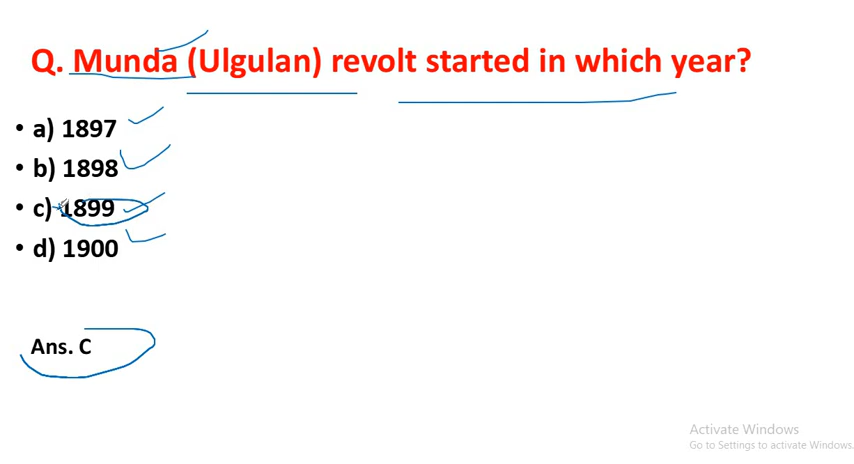 Q. Munda (Ulgulan) revolt started in which year?
• a) 1897
• b) 1898
• c) 1899
• d) 1900
Ans. C
Activate Windows
Go to Settings to activate Windows.